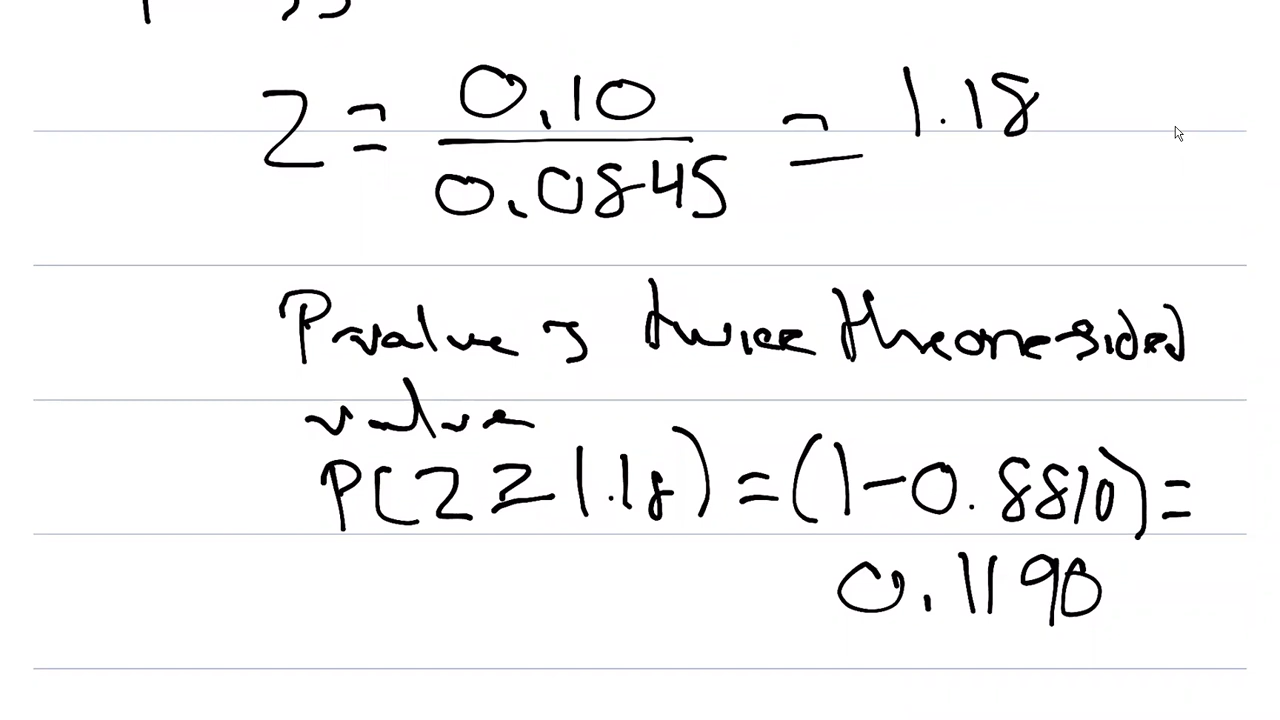 Z = 0.10 / 0.0845 = 1.18
P-value is twice the one-sided
value
P(Z ≥ 1.18) = (1-0.8810) =
0.1190